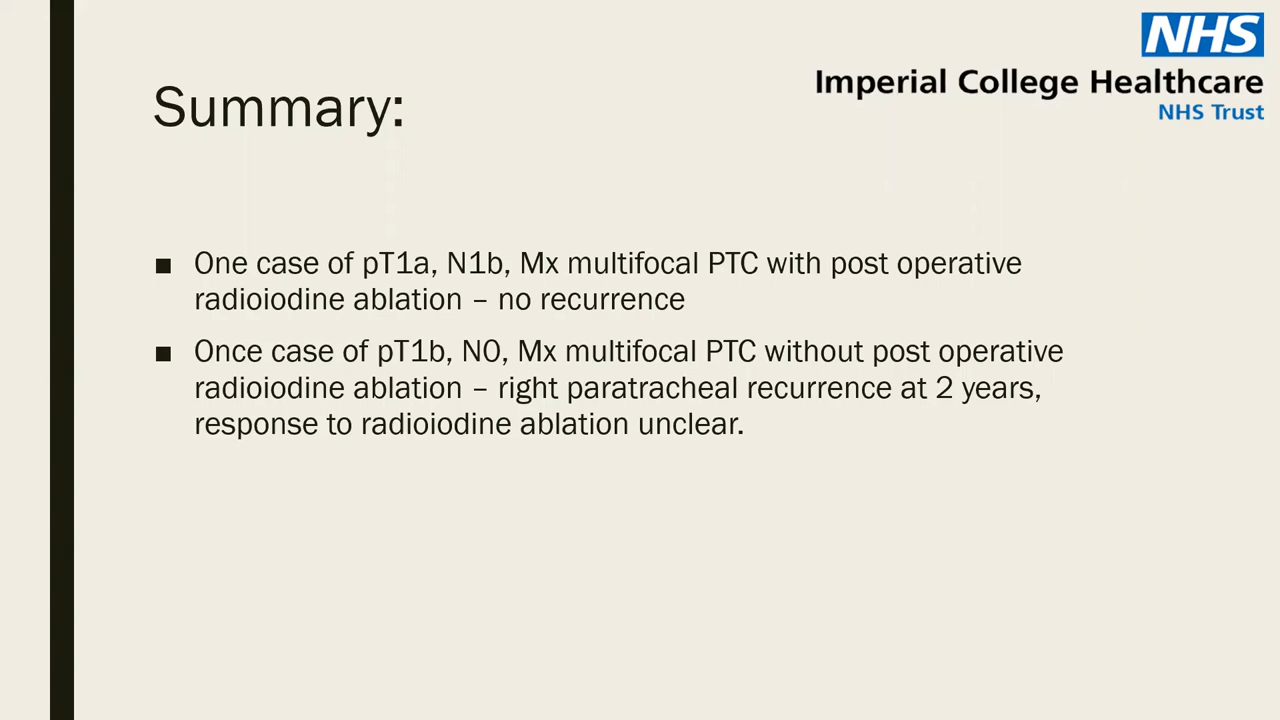 NHS
Imperial College Healthcare
NHS Trust
Summary:
■ One case of pT1a, N1b, Mx multifocal PTC with post operative
radioiodine ablation – no recurrence
■ Once case of pT1b, N0, Mx multifocal PTC without post operative
radioiodine ablation – right paratracheal recurrence at 2 years,
response to radioiodine ablation unclear.